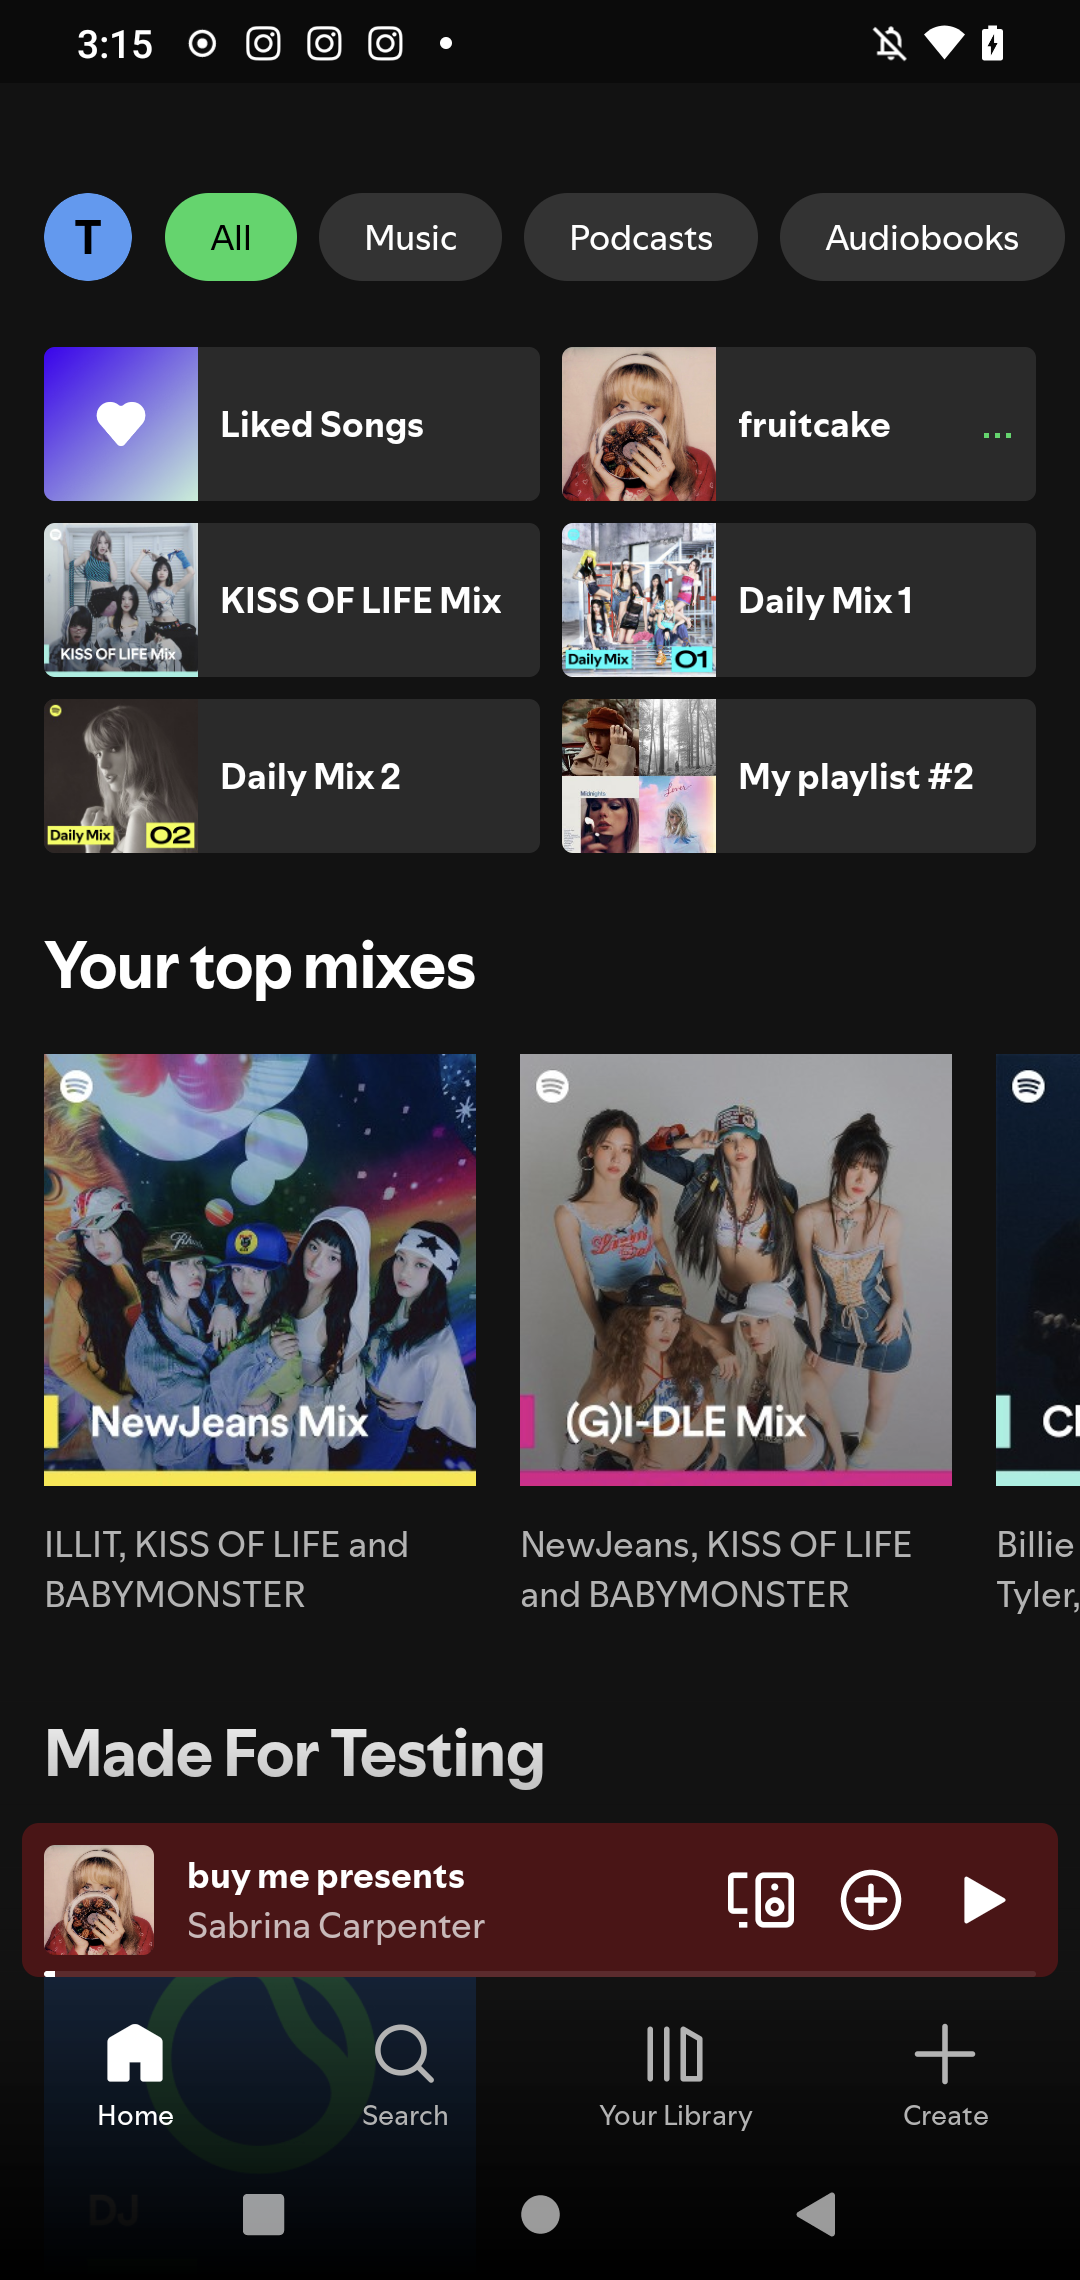 3:15
T
All
Music
Podcasts
Audiobooks
Liked Songs
fruitcake
KISS OF LIFE Mix
KISS OF LIFE Mix
Daily Mix 01
Daily Mix 1
Daily Mix 02
Daily Mix 2
Midnights
Lover
My playlist #2
Your top mixes
NewJeans Mix
(G)I-DLE Mix
ILLIT, KISS OF LIFE and
BABYMONSTER
NewJeans, KISS OF LIFE
and BABYMONSTER
Billie
Tyler,
Made For Testing
buy me presents
Sabrina Carpenter
Home
Search
Your Library
Create
DJ